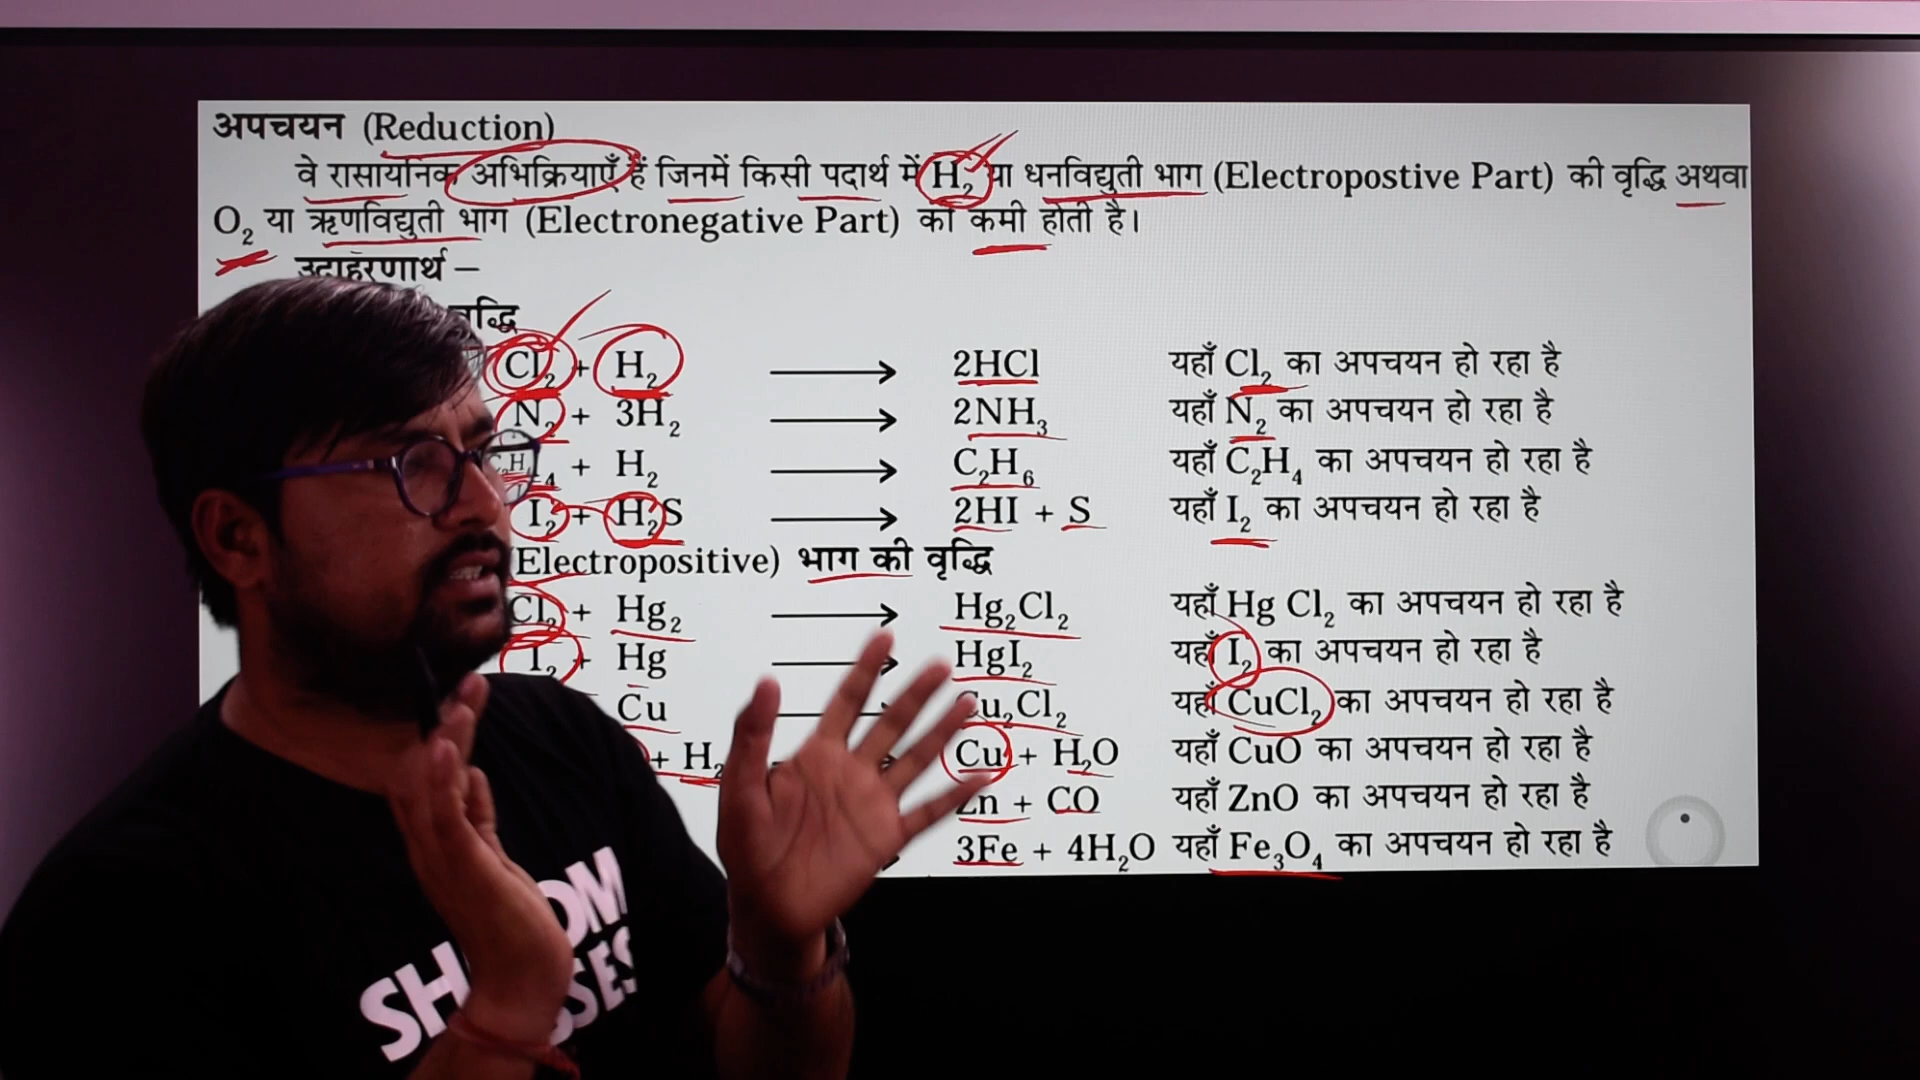 अपचयन (Reduction)
वे रासायनिक अभिक्रियाएँ हैं जिनमें किसी पदार्थ में H₂ या धनविद्युती भाग (Electropostive Part) की वृद्धि अथवा
O₂ या ऋणविद्युती भाग (Electronegative Part) की कमी होती है।
उदाहरणार्थ –
वृद्धि
Cl₂ + H₂ ⟶ 2HCl यहाँ Cl₂ का अपचयन हो रहा है
N₂ + 3H₂ ⟶ 2NH₃ यहाँ N₂ का अपचयन हो रहा है
C₂H₄ + H₂ ⟶ C₂H₆ यहाँ C₂H₄ का अपचयन हो रहा है
I₂ + H₂S ⟶ 2HI + S यहाँ I₂ का अपचयन हो रहा है
(Electropositive) भाग की वृद्धि
Cl₂ + Hg₂ ⟶ Hg₂Cl₂ यहाँ Hg Cl₂ का अपचयन हो रहा है
I₂ + Hg ⟶ HgI₂ यहाँ I₂ का अपचयन हो रहा है
Cu ⟶ Cu₂Cl₂ यहाँ CuCl₂ का अपचयन हो रहा है
+ H₂ Cu + H₂O यहाँ CuO का अपचयन हो रहा है
Zn + CO यहाँ ZnO का अपचयन हो रहा है
3Fe + 4H₂O यहाँ Fe₃O₄ का अपचयन हो रहा है